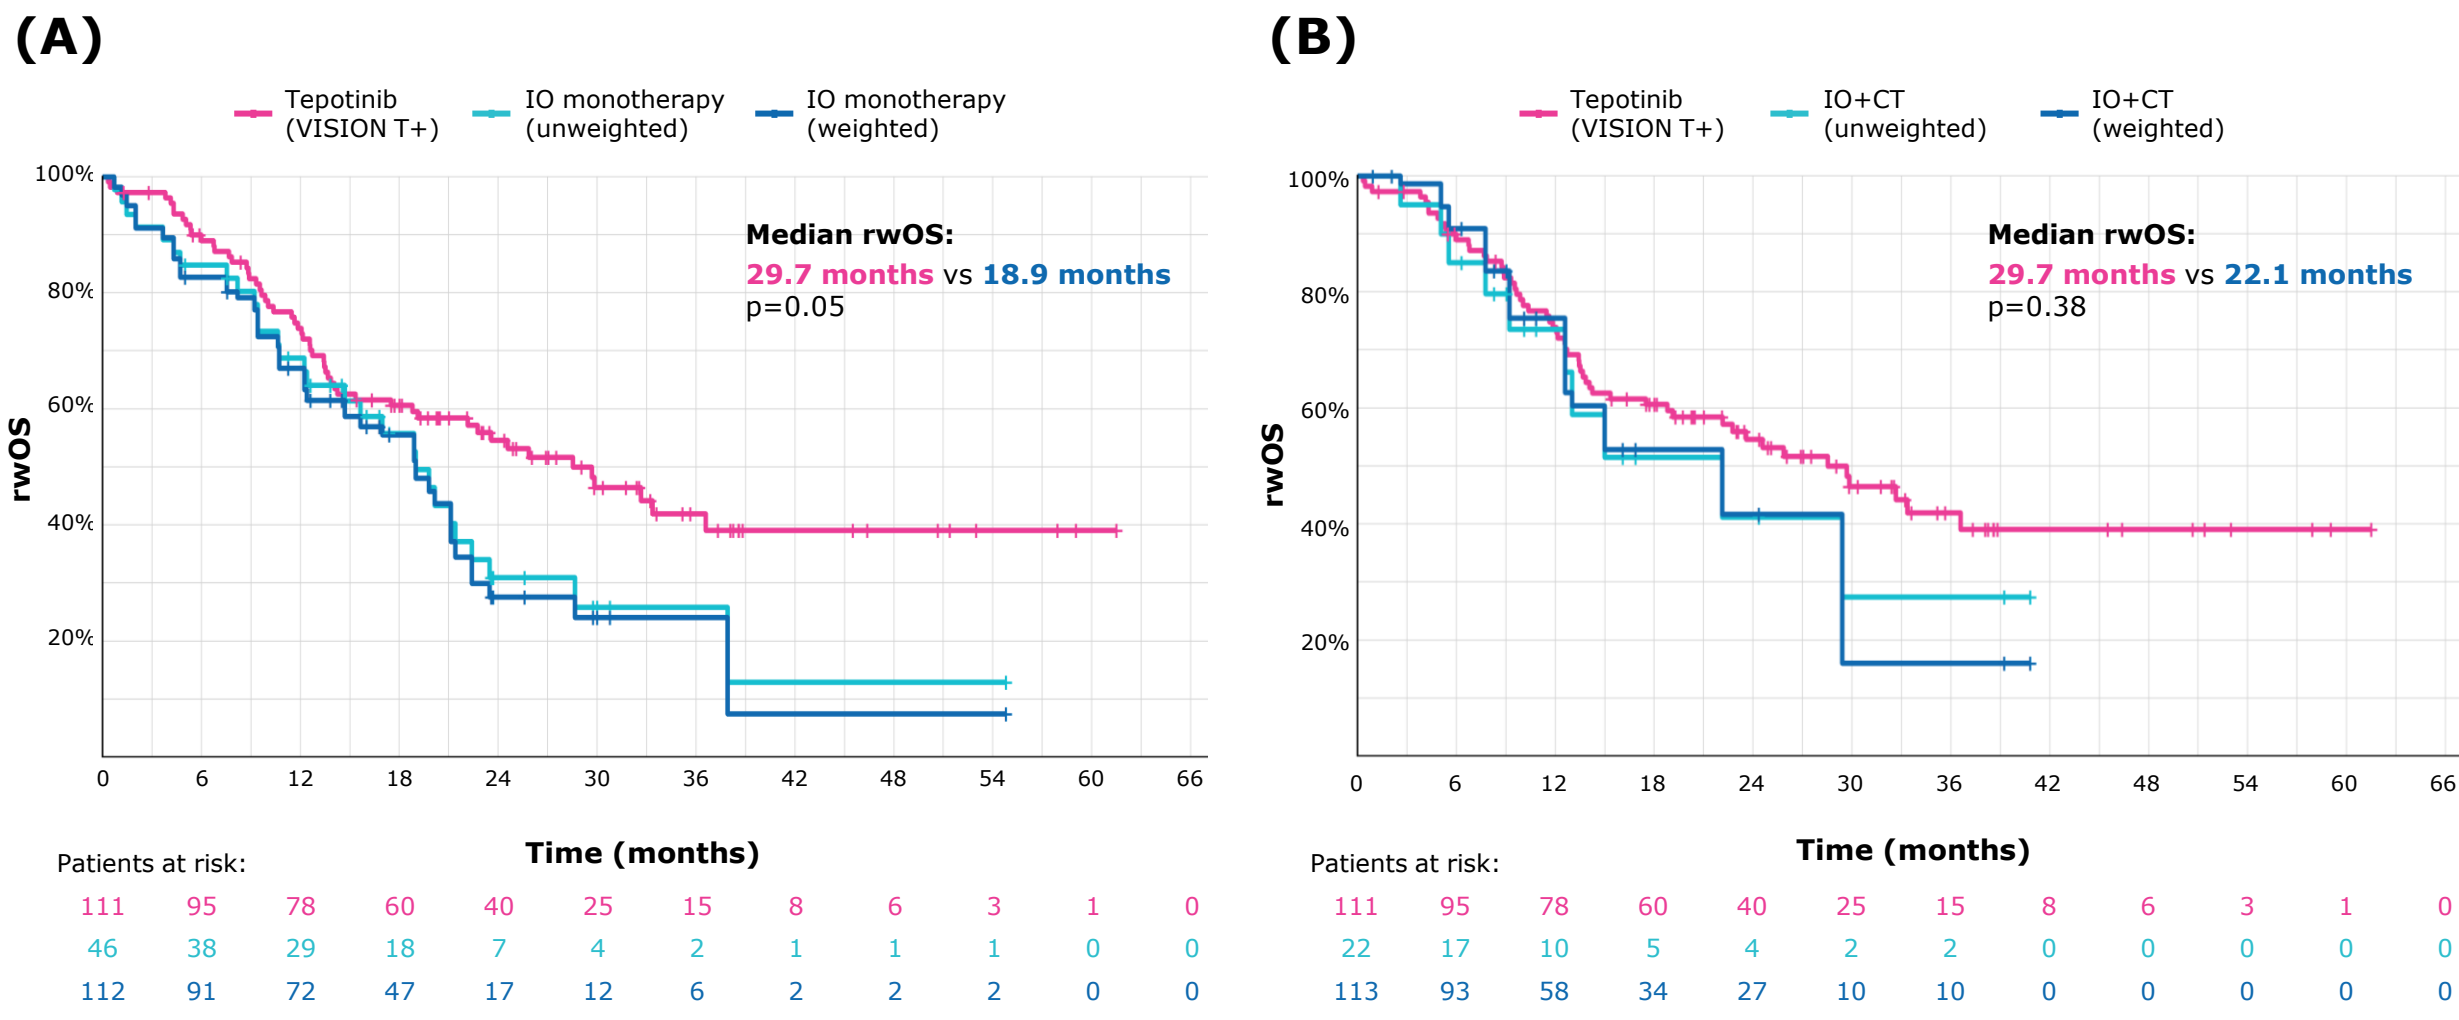 (A)
Tepotinib
(VISION T+)
IO monotherapy
(unweighted)
IO monotherapy
(weighted)
100%
80%
60%
40%
20%
rwOS
Median rwOS:
29.7 months vs 18.9 months
p=0.05
0 6 12 18 24 30 36 42 48 54 60 66
Time (months)
Patients at risk:
111 95 78 60 40 25 15 8 6 3 1 0
46 38 29 18 7 4 2 1 1 1 0 0
112 91 72 47 17 12 6 2 2 2 0 0
(B)
Tepotinib
(VISION T+)
IO+CT
(unweighted)
IO+CT
(weighted)
100%
80%
60%
40%
20%
rwOS
Median rwOS:
29.7 months vs 22.1 months
p=0.38
0 6 12 18 24 30 36 42 48 54 60 66
Time (months)
Patients at risk:
111 95 78 60 40 25 15 8 6 3 1 0
22 17 10 5 4 2 2 0 0 0 0 0
113 93 58 34 27 10 10 0 0 0 0 0